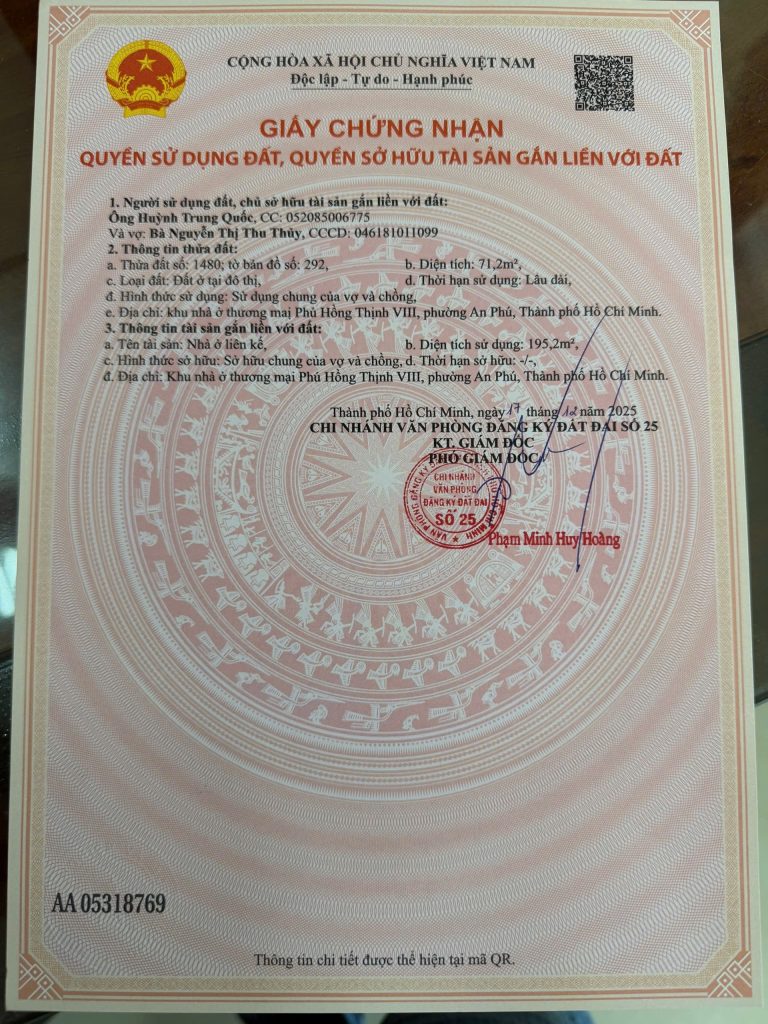 CỘNG HÒA XÃ HỘI CHỦ NGHĨA VIỆT NAM
Độc lập - Tự do - Hạnh phúc
GIẤY CHỨNG NHẬN
QUYỀN SỬ DỤNG ĐẤT, QUYỀN SỞ HỮU TÀI SẢN GẮN LIỀN VỚI ĐẤT
1. Người sử dụng đất, chủ sở hữu tài sản gắn liền với đất:
Ông Huỳnh Trung Quốc, CC: 052085006775
Và vợ: Bà Nguyễn Thị Thu Thủy, CCCD: 046181011099
2. Thông tin thửa đất:
a. Thửa đất số: 1480; tờ bản đồ số: 292, b. Diện tích: 71,2m²,
c. Loại đất: Đất ở tại đô thị, d. Thời hạn sử dụng: Lâu dài,
đ. Hình thức sử dụng: Sử dụng chung của vợ và chồng,
e. Địa chỉ: khu nhà ở thương mại Phú Hồng Thịnh VIII, phường An Phú, Thành phố Hồ Chí Minh.
3. Thông tin tài sản gắn liền với đất:
a. Tên tài sản: Nhà ở liên kế, b. Diện tích sử dụng: 195,2m²,
c. Hình thức sở hữu: Sở hữu chung của vợ và chồng, d. Thời hạn sở hữu: -/-,
đ. Địa chỉ: Khu nhà ở thương mại Phú Hồng Thịnh VIII, phường An Phú, Thành phố Hồ Chí Minh.
Thành phố Hồ Chí Minh, ngày 17 tháng 12 năm 2025
CHI NHÁNH VĂN PHÒNG ĐĂNG KÝ ĐẤT ĐAI SỐ 25
KT. GIÁM ĐỐC
PHÓ GIÁM ĐỐC
CHI NHÁNH
VĂN PHÒNG
ĐĂNG KÝ ĐẤT ĐAI
SỐ 25
Phạm Minh Huy Hoàng
AA 05318769
Thông tin chi tiết được thể hiện tại mã QR.